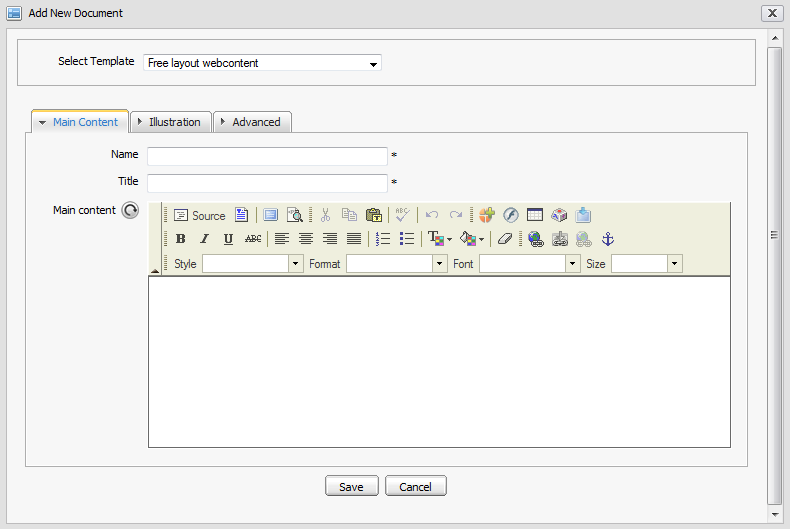 Add New Document
Select Template Free layout webcontent
Main Content Illustration Advanced
Name *
Title *
Main content Source
B I U ABC
Style Format Font Size
Save Cancel